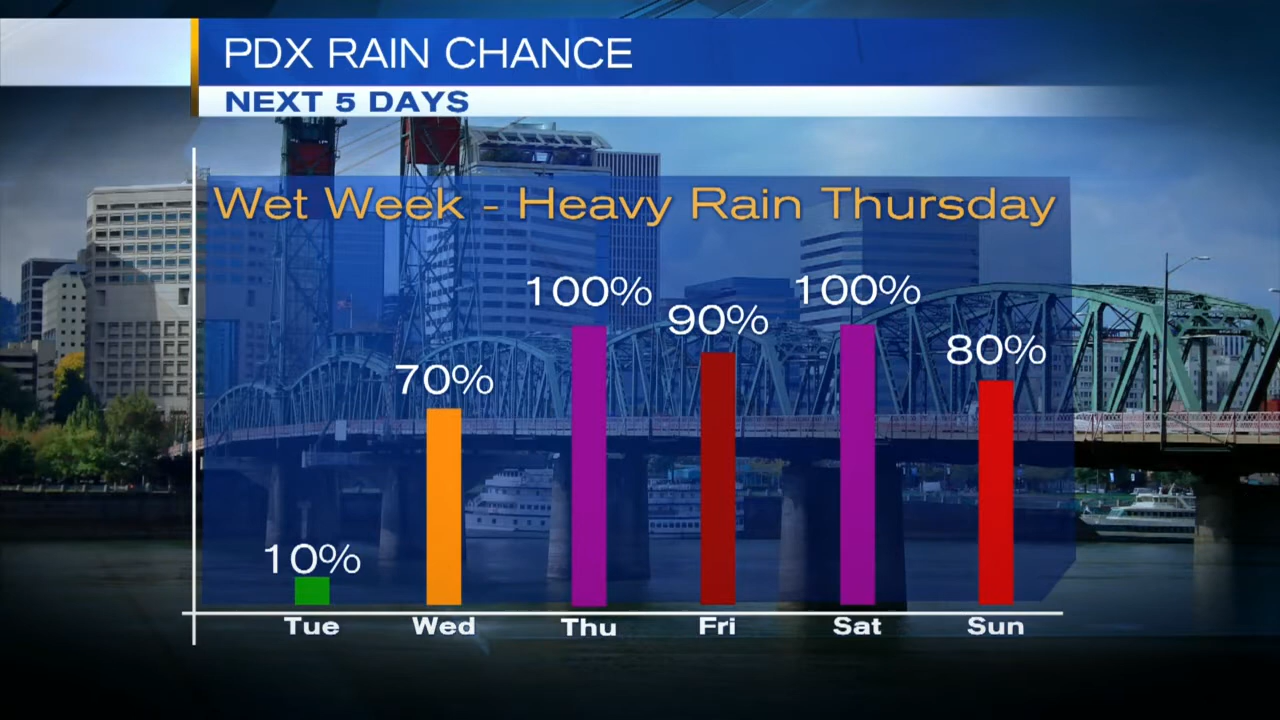 PDX RAIN CHANCE
NEXT 5 DAYS
Wet Week - Heavy Rain Thursday
10% 70% 100% 90% 100% 80%
Tue Wed Thu Fri Sat Sun